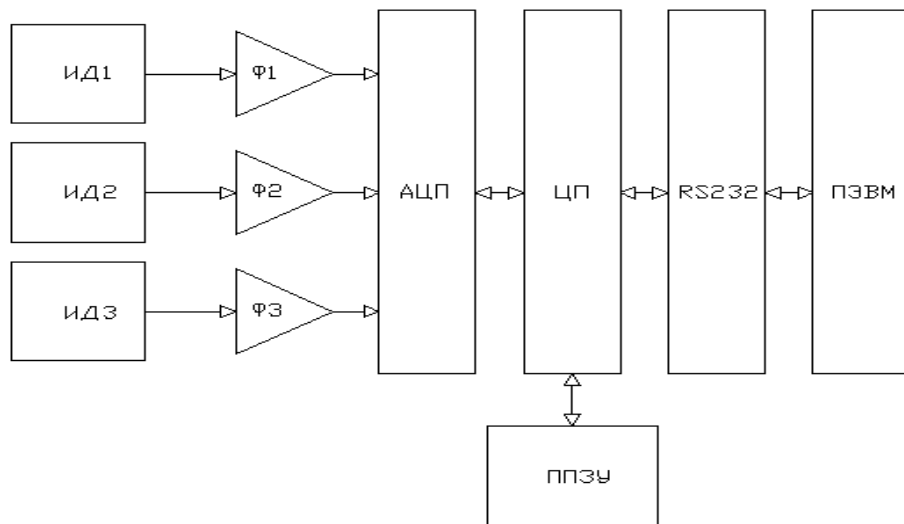 ИД1
Ф1
ИД2
Ф2
АЦП
ЦП
RS232
ПЭВМ
ИД3
Ф3
ППЗУ